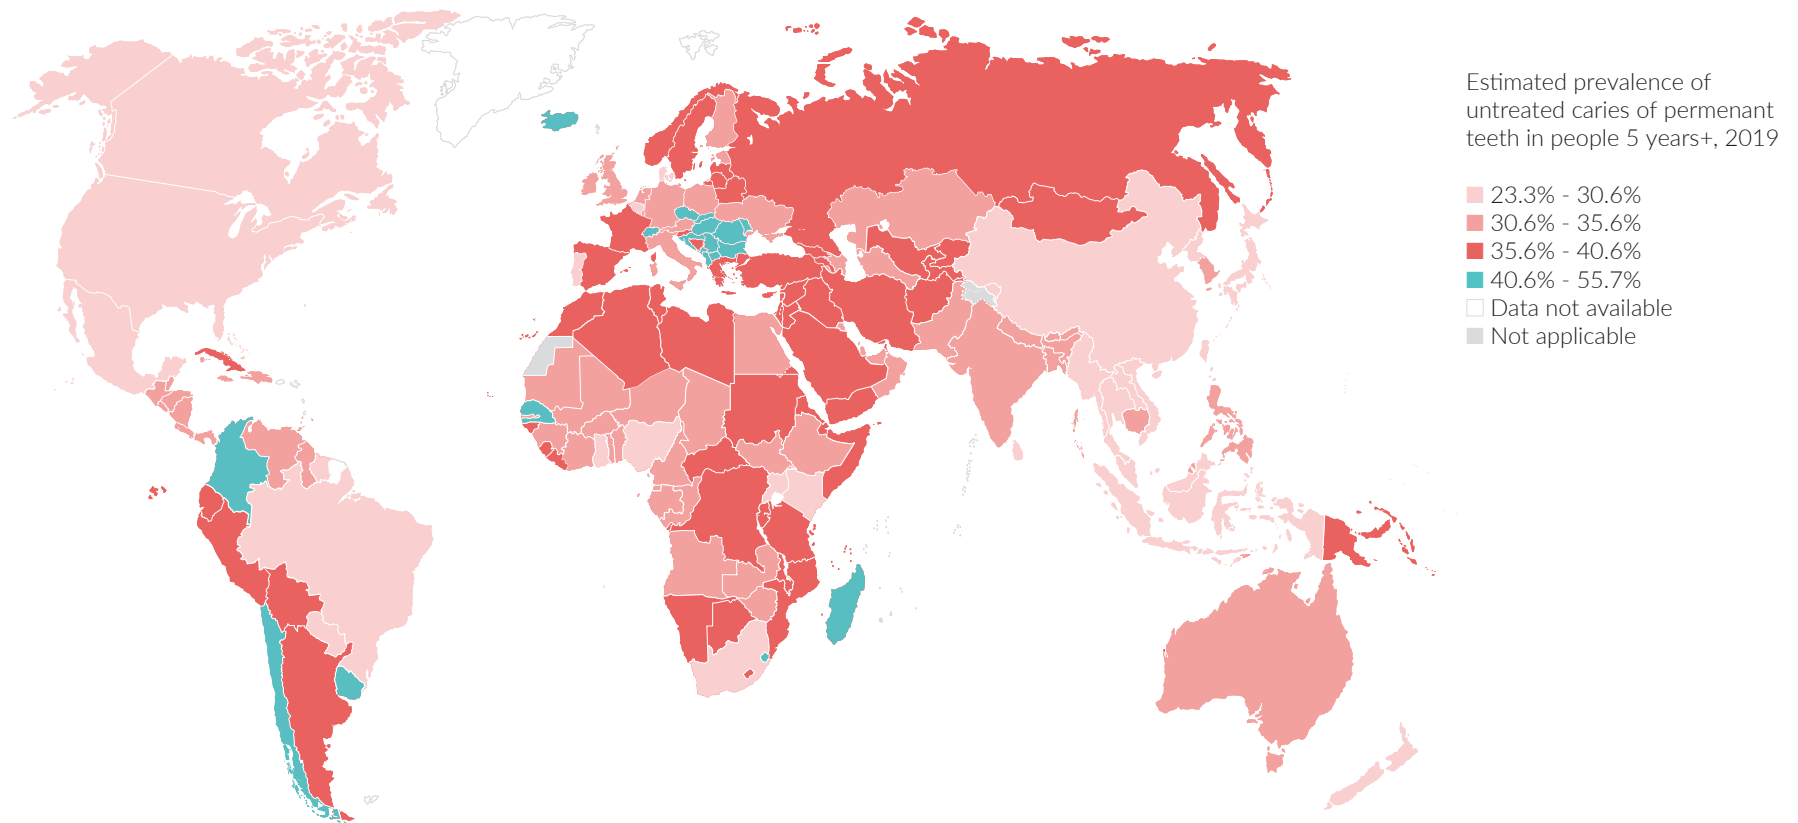 Estimated prevalence of
untreated caries of permenant
teeth in people 5 years+, 2019
23.3% - 30.6%
30.6% - 35.6%
35.6% - 40.6%
40.6% - 55.7%
Data not available
Not applicable